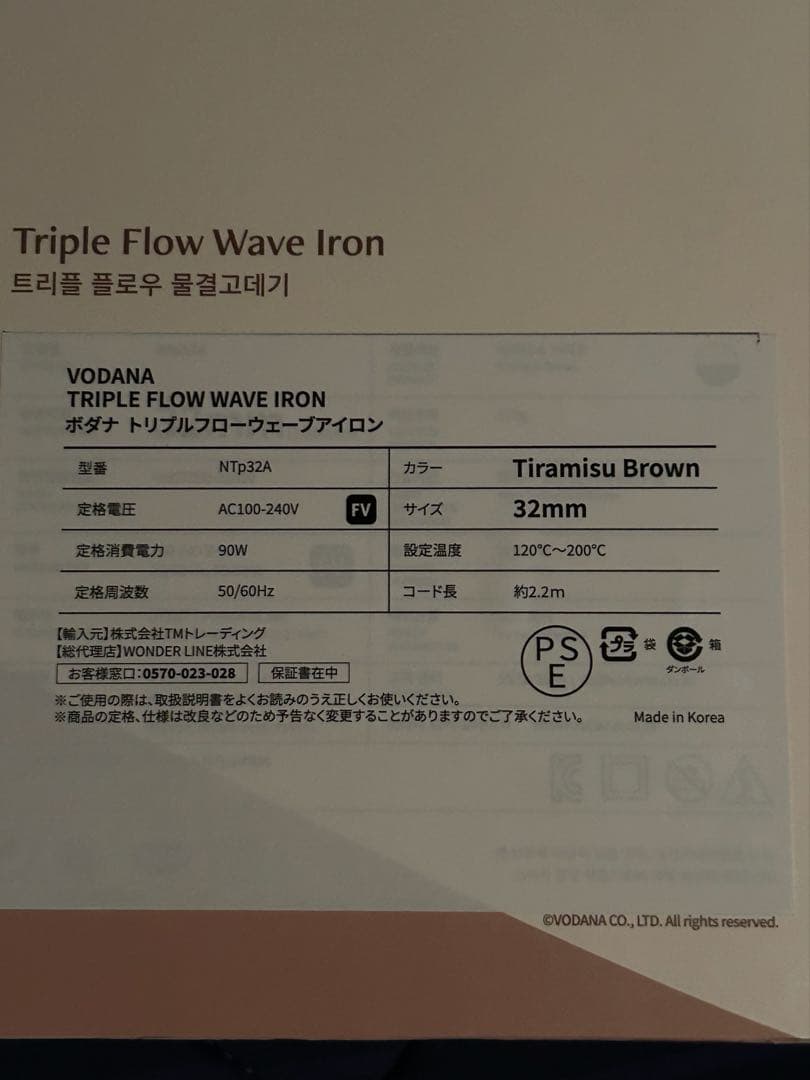 Triple Flow Wave Iron
트리플 플로우 물결고데기
VODANA
TRIPLE FLOW WAVE IRON
ボダナ トリプルフローウェーブアイロン
型番 NTp32A カラー Tiramisu Brown
定格電圧 AC100-240V FV サイズ 32mm
定格消費電力 90W 設定温度 120℃〜200℃
定格周波数 50/60Hz コード長 約2.2m
【輸入元】株式会社TMトレーディング
【総代理店】WONDER LINE株式会社
お客様窓口:0570-023-028 保証書在中
PS
E
プラ 袋
箱
ダンボール
※ご使用の際は、取扱説明書をよくお読みのうえ正しくお使いください。
※商品の定格、仕様は改良などのため予告なく変更することがありますのでご了承ください。
Made in Korea
©VODANA CO., LTD. All rights reserved.